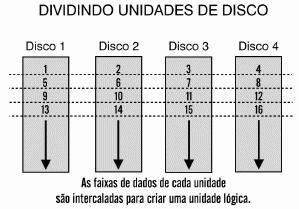 DIVIDINDO UNIDADES DE DISCO
Disco 1 Disco 2 Disco 3 Disco 4
1 2 3 4
5 6 7 8
9 10 11 12
13 14 15 16
As faixas de dados de cada unidade
são intercaladas para criar uma unidade lógica.